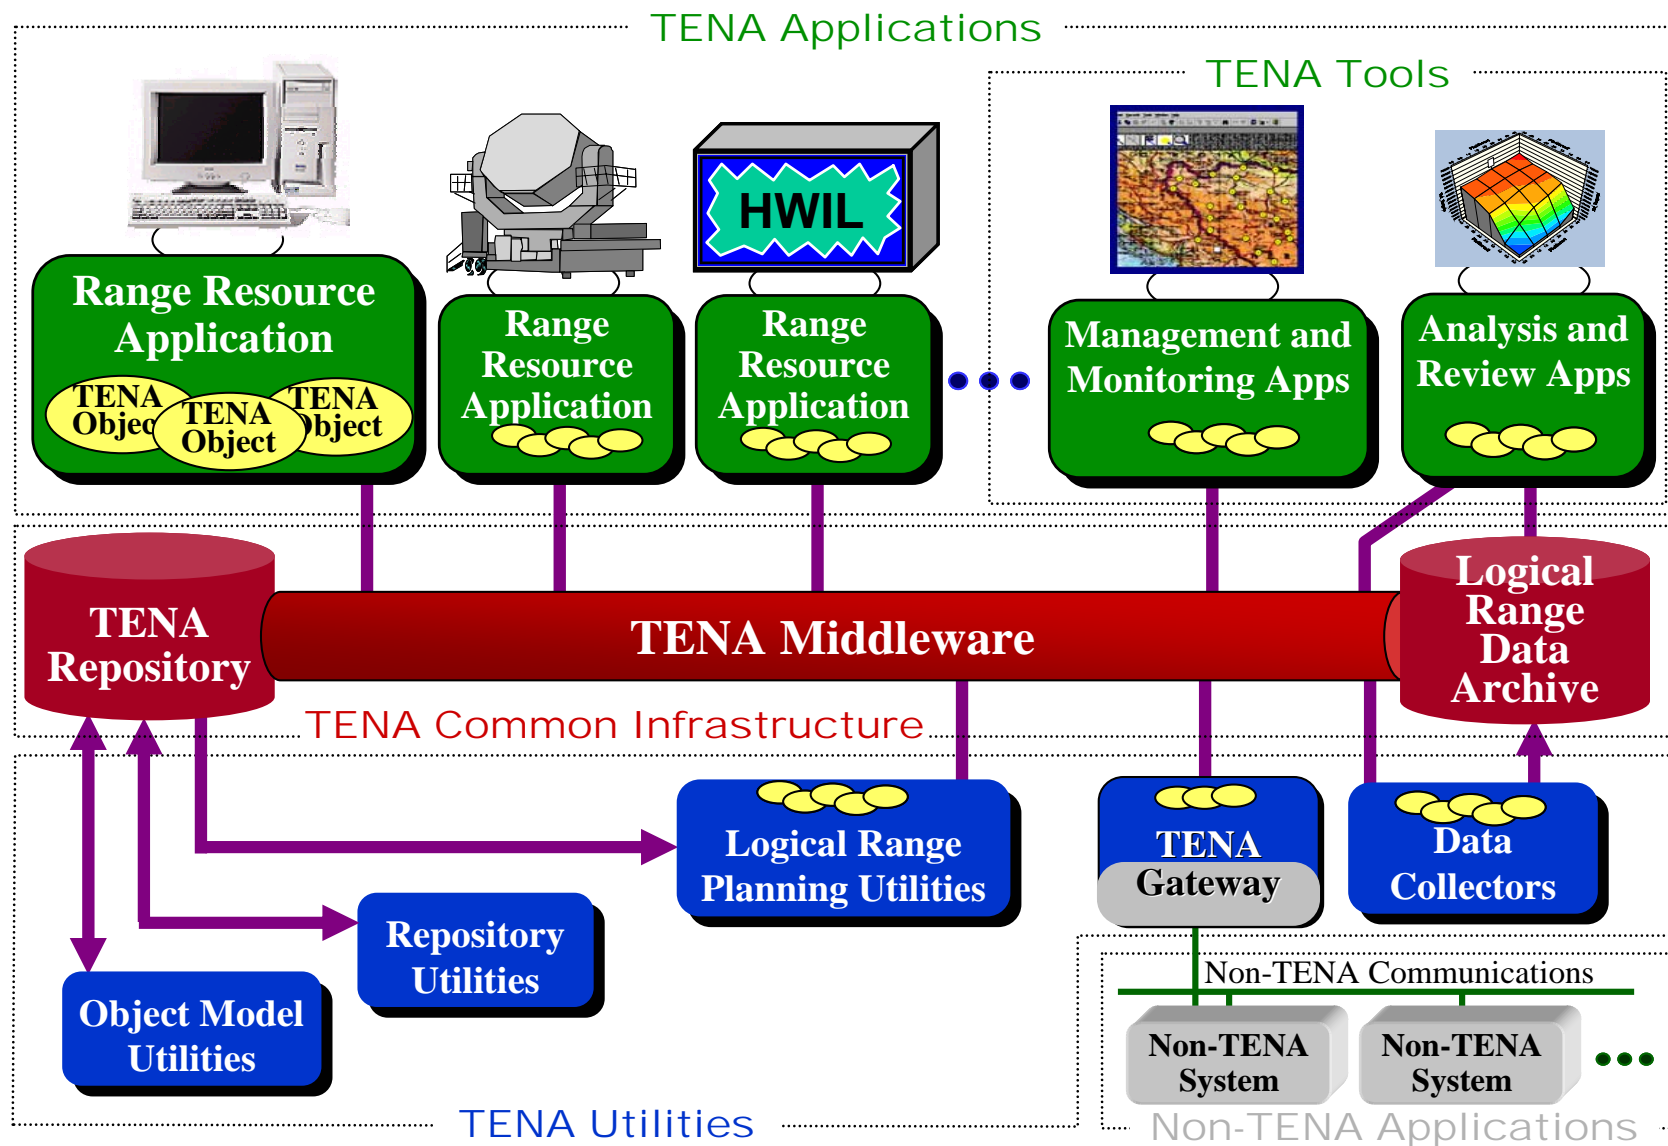 TENA Applications
TENA Tools
HWIL
Range Resource
Application
TENA
Object
TENA
Object
TENA
Object
Range
Resource
Application
Range
Resource
Application
Management and
Monitoring Apps
Analysis and
Review Apps
TENA
Repository
TENA Middleware
Logical
Range
Data
Archive
TENA Common Infrastructure
Logical Range
Planning Utilities
TENA
Gateway
Data
Collectors
Repository
Utilities
Object Model
Utilities
Non-TENA Communications
Non-TENA
System
Non-TENA
System
TENA Utilities
Non-TENA Applications